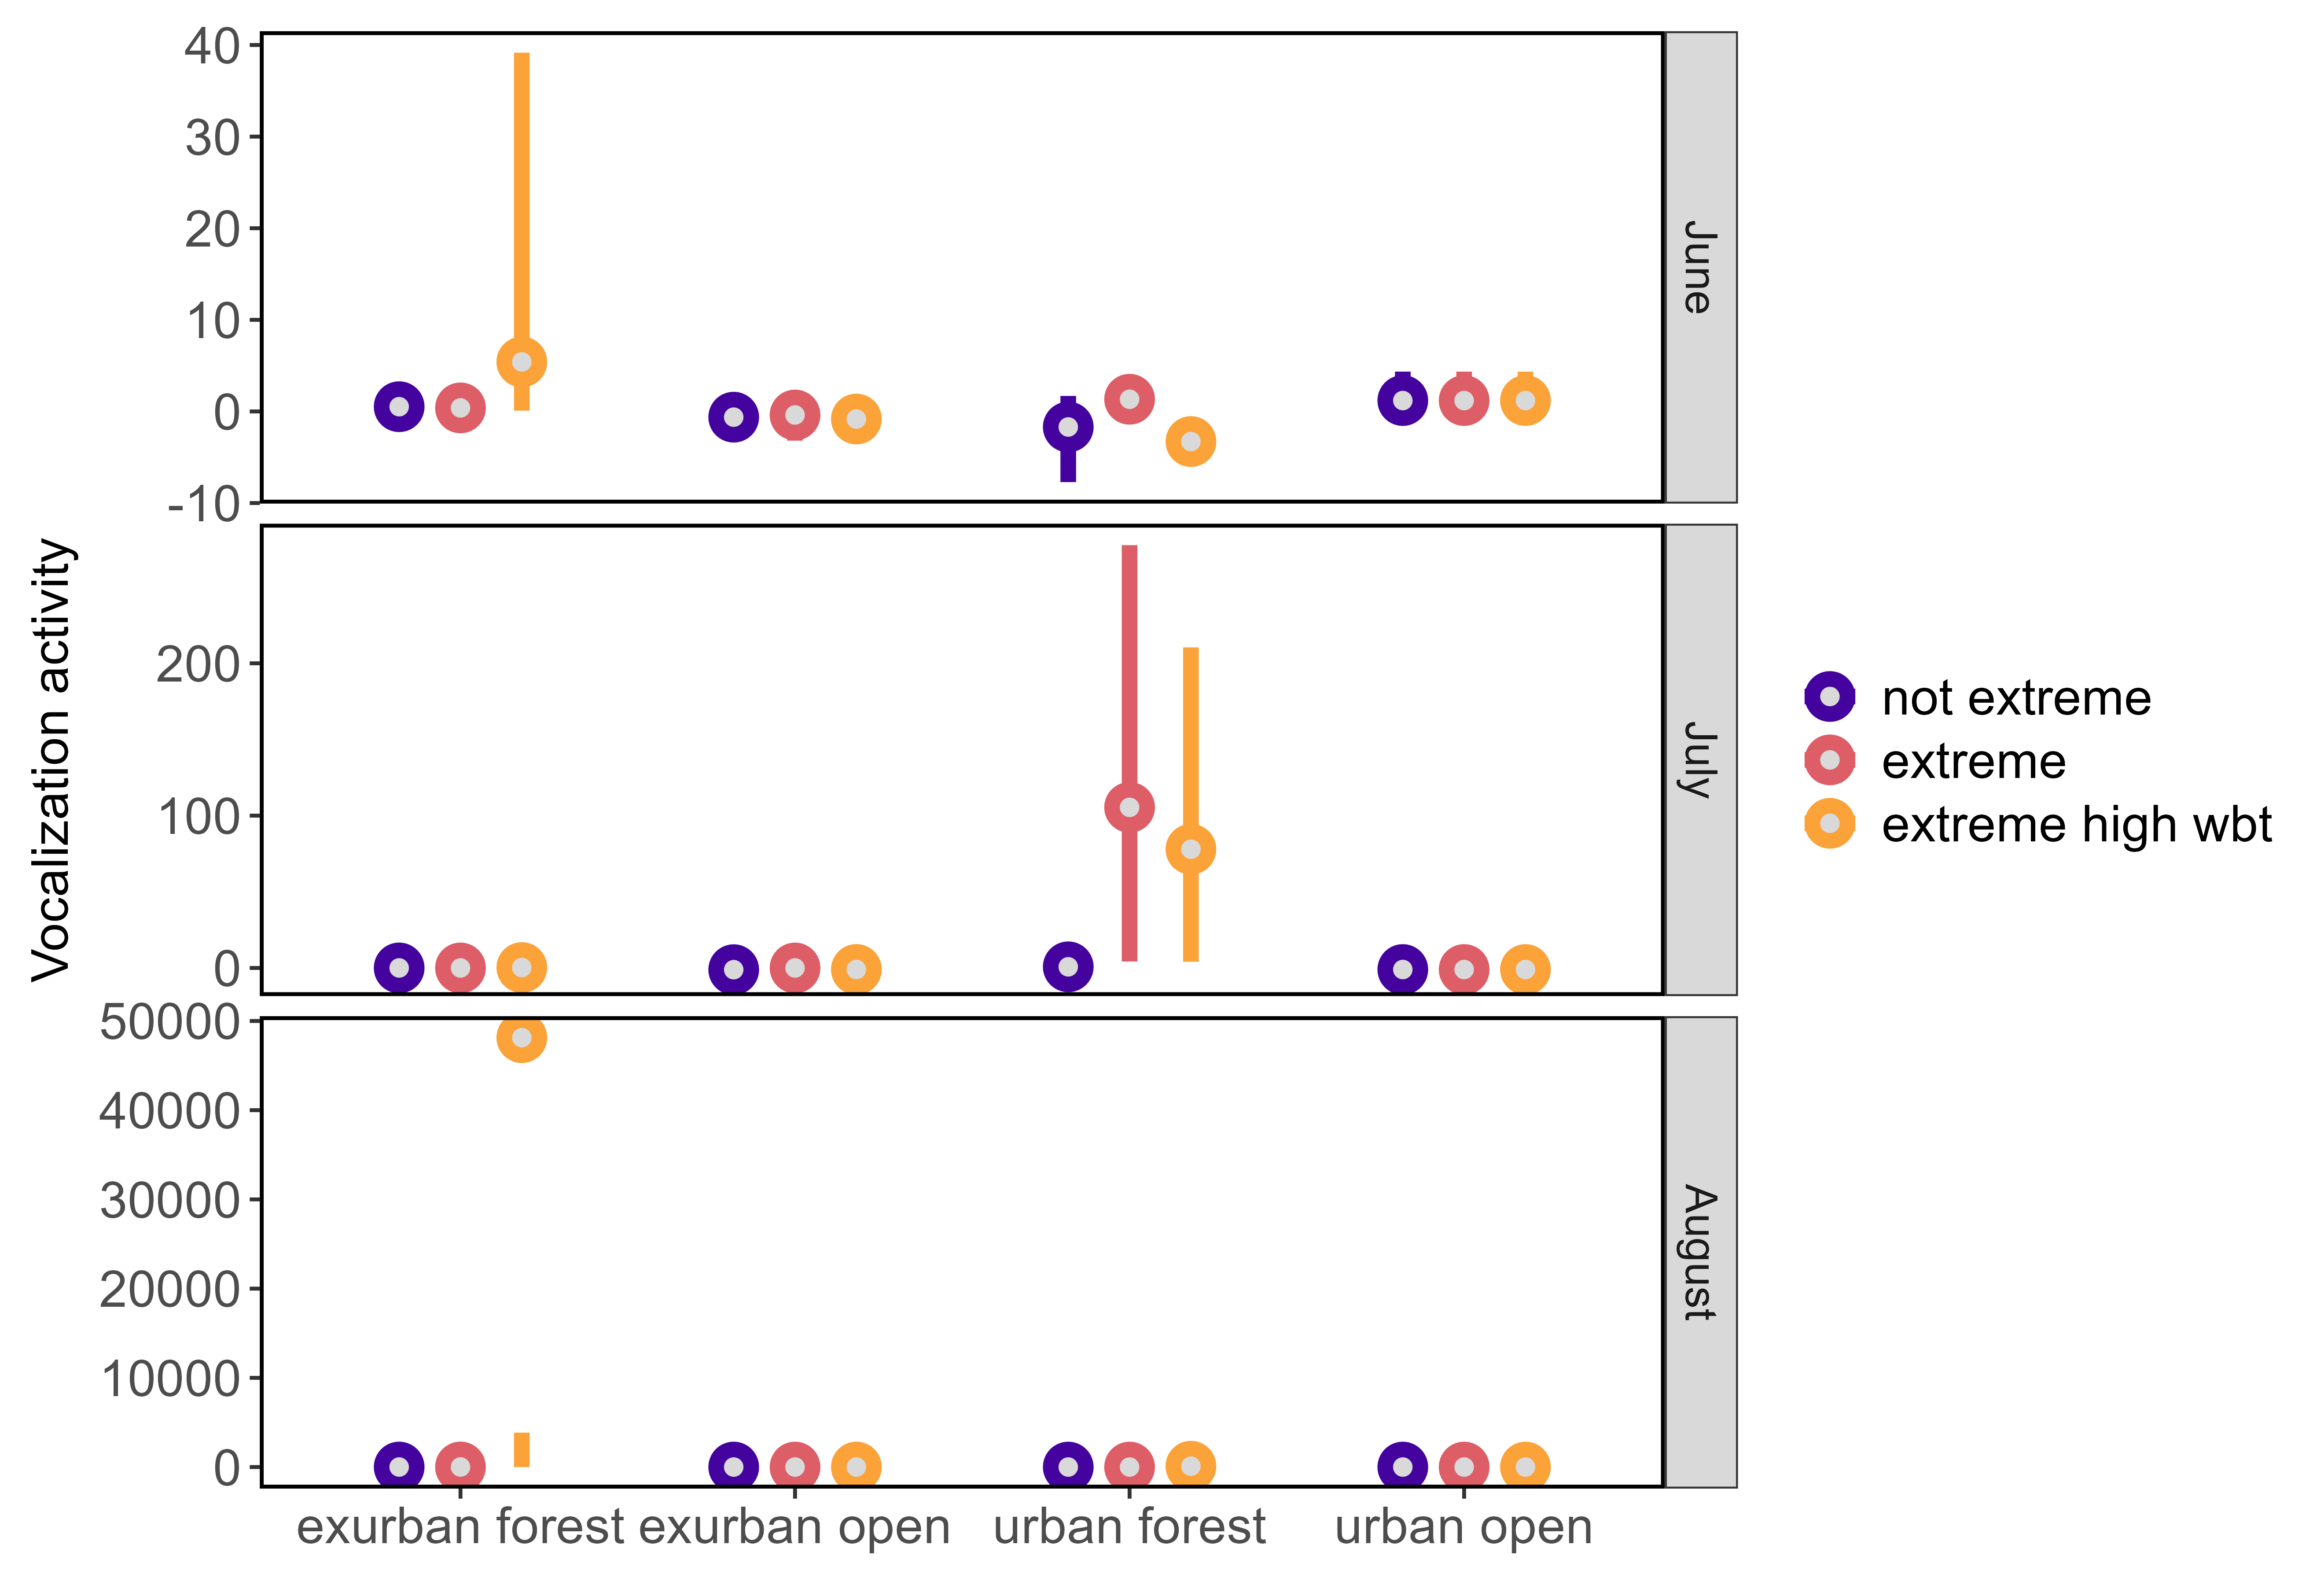 40
30
20
10
0
-10
June
Vocalization activity
200
100
0
July
not extreme
extreme
extreme high wbt
50000
40000
30000
20000
10000
0
August
exurban forest exurban open urban forest urban open